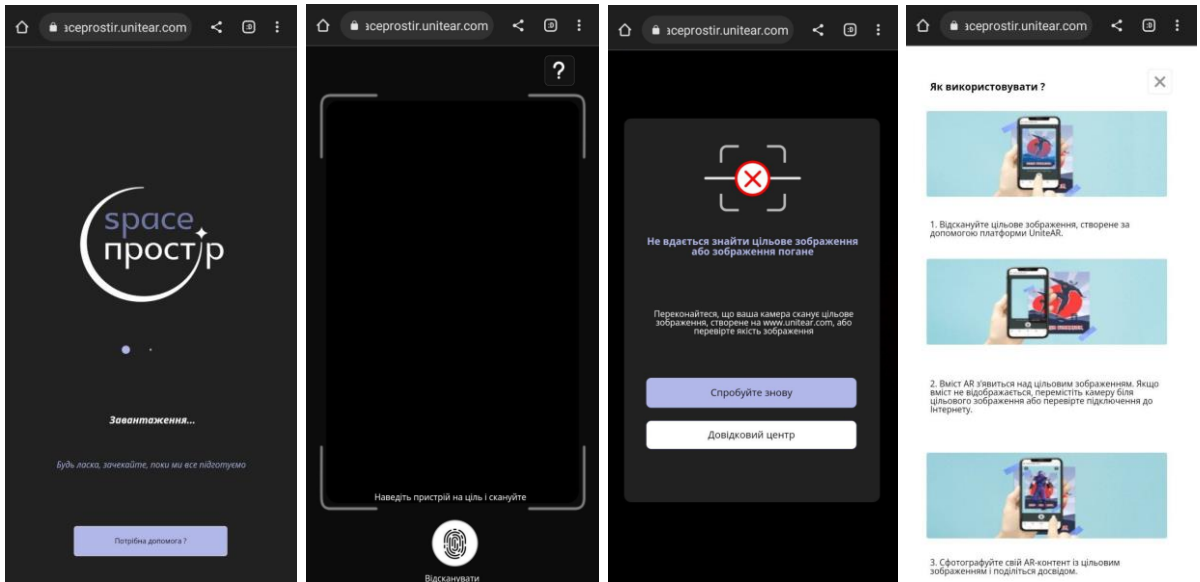 aceprostir.unitear.com
:D
space
простір
Завантаження...
Будь ласка, зачекайте, поки ми все підготуємо
Потрібна допомога ?
aceprostir.unitear.com
:D
?
Наведіть пристрій на ціль і скануйте
Відсканувати
aceprostir.unitear.com
:D
Не вдається знайти цільове зображення
або зображення погане
Переконайтеся, що ваша камера сканує цільове
зображення, створене на www.unitear.com, або
перевірте якість зображення
Спробуйте знову
Довідковий центр
aceprostir.unitear.com
:D
Як використовувати ?
1. Відскануйте цільове зображення, створене за
допомогою платформи UniteAR.
2. Вміст AR з'явиться над цільовим зображенням. Якщо
вміст не відображається, перемістіть камеру біля
цільового зображення або перевірте підключення до
Інтернету.
3. Сфотографуйте свій AR-контент із цільовим
зображенням і поділіться досвідом.